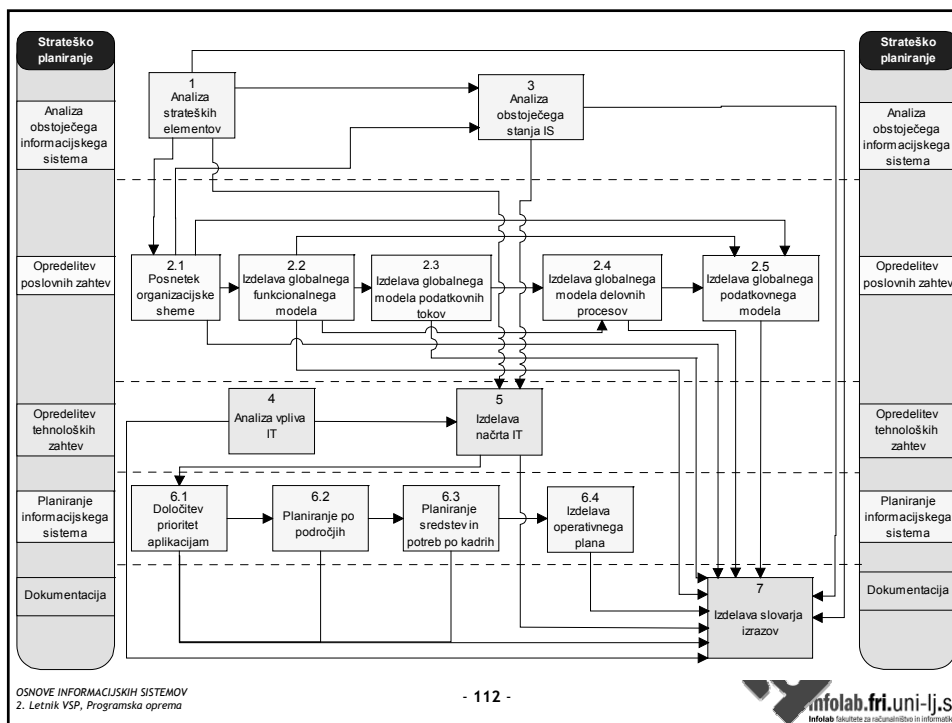 Strateško
planiranje
Analiza
obstoječega
informacijskega
sistema
Opredelitev
poslovnih zahtev
Opredelitev
tehnoloških
zahtev
Planiranje
informacijskega
sistema
Dokumentacija
1
Analiza
strateških
elementov
3
Analiza
obstoječega
stanja IS
2.1
Posnetek
organizacijske
sheme
2.2
Izdelava globalnega
funkcionalnega
modela
2.3
Izdelava globalnega
modela podatkovnih
tokov
2.4
Izdelava globalnega
modela delovnih
procesov
2.5
Izdelava globalnega
podatkovnega
modela
4
Analiza vpliva
IT
5
Izdelava
načrta IT
6.1
Določitev
prioritet
aplikacijam
6.2
Planiranje po
področjih
6.3
Planiranje
sredstev in
potreb po kadrih
6.4
Izdelava
operativnega
plana
7
Izdelava slovarja
izrazov
Strateško
planiranje
Analiza
obstoječega
informacijskega
sistema
Opredelitev
poslovnih zahtev
Opredelitev
tehnoloških
zahtev
Planiranje
informacijskega
sistema
Dokumentacija
OSNOVE INFORMACIJSKIH SISTEMOV
2. Letnik VSP, Programska oprema
- 112 -
infolab.fri.uni-lj.s
Infolab fakultete za računalništvo in informatik